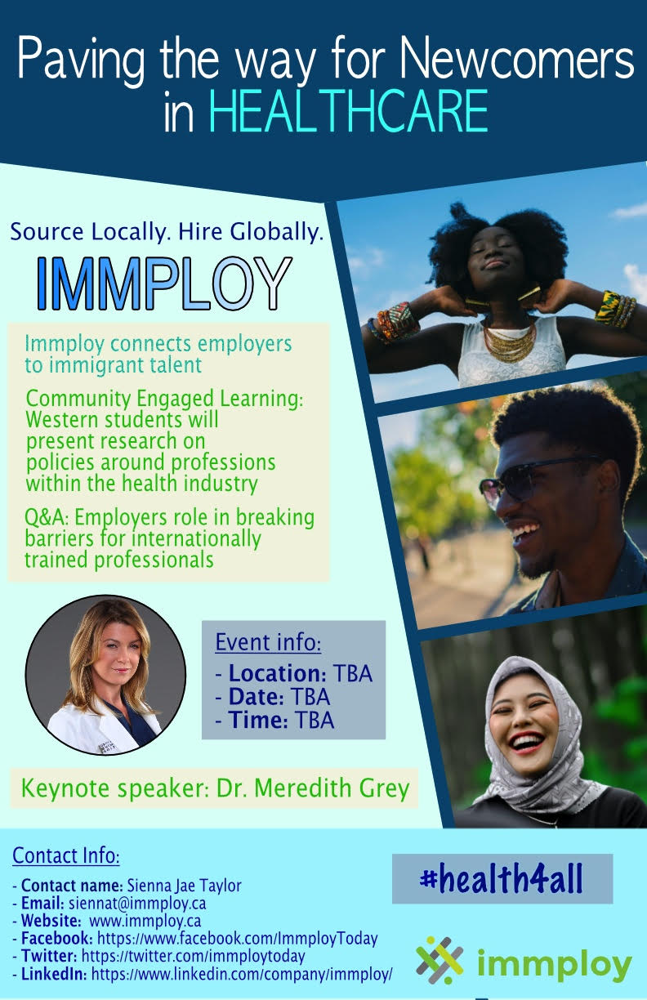 Paving the way for Newcomers
in HEALTHCARE
Source Locally. Hire Globally.
IMMPLOY
Immploy connects employers
to immigrant talent
Community Engaged Learning:
Western students will
present research on
policies around professions
within the health industry
Q&A: Employers role in breaking
barriers for internationally
trained professionals
Event info:
- Location: TBA
- Date: TBA
- Time: TBA
Keynote speaker: Dr. Meredith Grey
Contact Info:
- Contact name: Sienna Jae Taylor
- Email: siennat@immploy.ca
- Website: www.immploy.ca
- Facebook: https://www.facebook.com/ImmployToday
- Twitter: https://twitter.com/immploytoday
- LinkedIn: https://www.linkedin.com/company/immploy/
#health4all
immploy